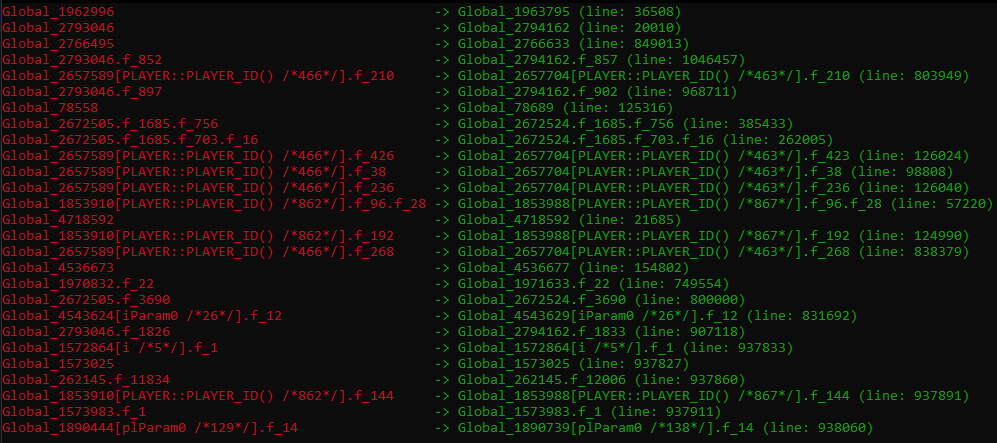 Global_1962996 -> Global_1963795 (line: 36508)
Global_2793046 -> Global_2794162 (line: 20010)
Global_2766495 -> Global_2766633 (line: 849013)
Global_2793046.f_852 -> Global_2794162.f_857 (line: 1046457)
Global_2657589[PLAYER::PLAYER_ID() /*466*/].f_210 -> Global_2657704[PLAYER::PLAYER_ID() /*463*/].f_210 (line: 803949)
Global_2793046.f_897 -> Global_2794162.f_902 (line: 968711)
Global_78558 -> Global_78689 (line: 125316)
Global_2672505.f_1685.f_756 -> Global_2672524.f_1685.f_756 (line: 385433)
Global_2672505.f_1685.f_703.f_16 -> Global_2672524.f_1685.f_703.f_16 (line: 262005)
Global_2657589[PLAYER::PLAYER_ID() /*466*/].f_426 -> Global_2657704[PLAYER::PLAYER_ID() /*463*/].f_423 (line: 126024)
Global_2657589[PLAYER::PLAYER_ID() /*466*/].f_38 -> Global_2657704[PLAYER::PLAYER_ID() /*463*/].f_38 (line: 98808)
Global_2657589[PLAYER::PLAYER_ID() /*466*/].f_236 -> Global_2657704[PLAYER::PLAYER_ID() /*463*/].f_236 (line: 126040)
Global_1853910[PLAYER::PLAYER_ID() /*862*/].f_96.f_28 -> Global_1853988[PLAYER::PLAYER_ID() /*867*/].f_96.f_28 (line: 57220)
Global_4718592 -> Global_4718592 (line: 21685)
Global_1853910[PLAYER::PLAYER_ID() /*862*/].f_192 -> Global_1853988[PLAYER::PLAYER_ID() /*867*/].f_192 (line: 124990)
Global_2657589[PLAYER::PLAYER_ID() /*466*/].f_268 -> Global_2657704[PLAYER::PLAYER_ID() /*463*/].f_268 (line: 838379)
Global_4536673 -> Global_4536677 (line: 154802)
Global_1970832.f_22 -> Global_1971633.f_22 (line: 749554)
Global_2672505.f_3690 -> Global_2672524.f_3690 (line: 800000)
Global_4543624[iParam0 /*26*/].f_12 -> Global_4543629[iParam0 /*26*/].f_12 (line: 831692)
Global_2793046.f_1826 -> Global_2794162.f_1833 (line: 907118)
Global_1572864[i /*5*/].f_1 -> Global_1572864[i /*5*/].f_1 (line: 937833)
Global_1573025 -> Global_1573025 (line: 937827)
Global_262145.f_11834 -> Global_262145.f_12006 (line: 937860)
Global_1853910[PLAYER::PLAYER_ID() /*862*/].f_144 -> Global_1853988[PLAYER::PLAYER_ID() /*867*/].f_144 (line: 937891)
Global_1573983.f_1 -> Global_1573983.f_1 (line: 937911)
Global_1890444[plParam0 /*129*/].f_14 -> Global_1890739[plParam0 /*138*/].f_14 (line: 938060)